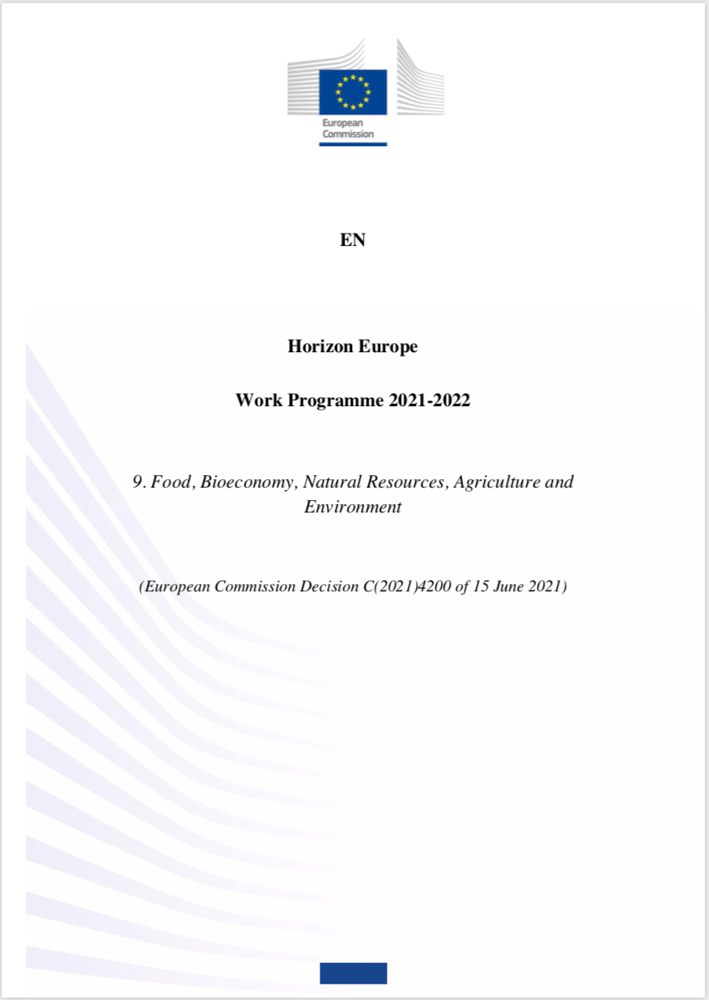 European
Commission
EN
Horizon Europe
Work Programme 2021-2022
9. Food, Bioeconomy, Natural Resources, Agriculture and
Environment
(European Commission Decision C(2021)4200 of 15 June 2021)